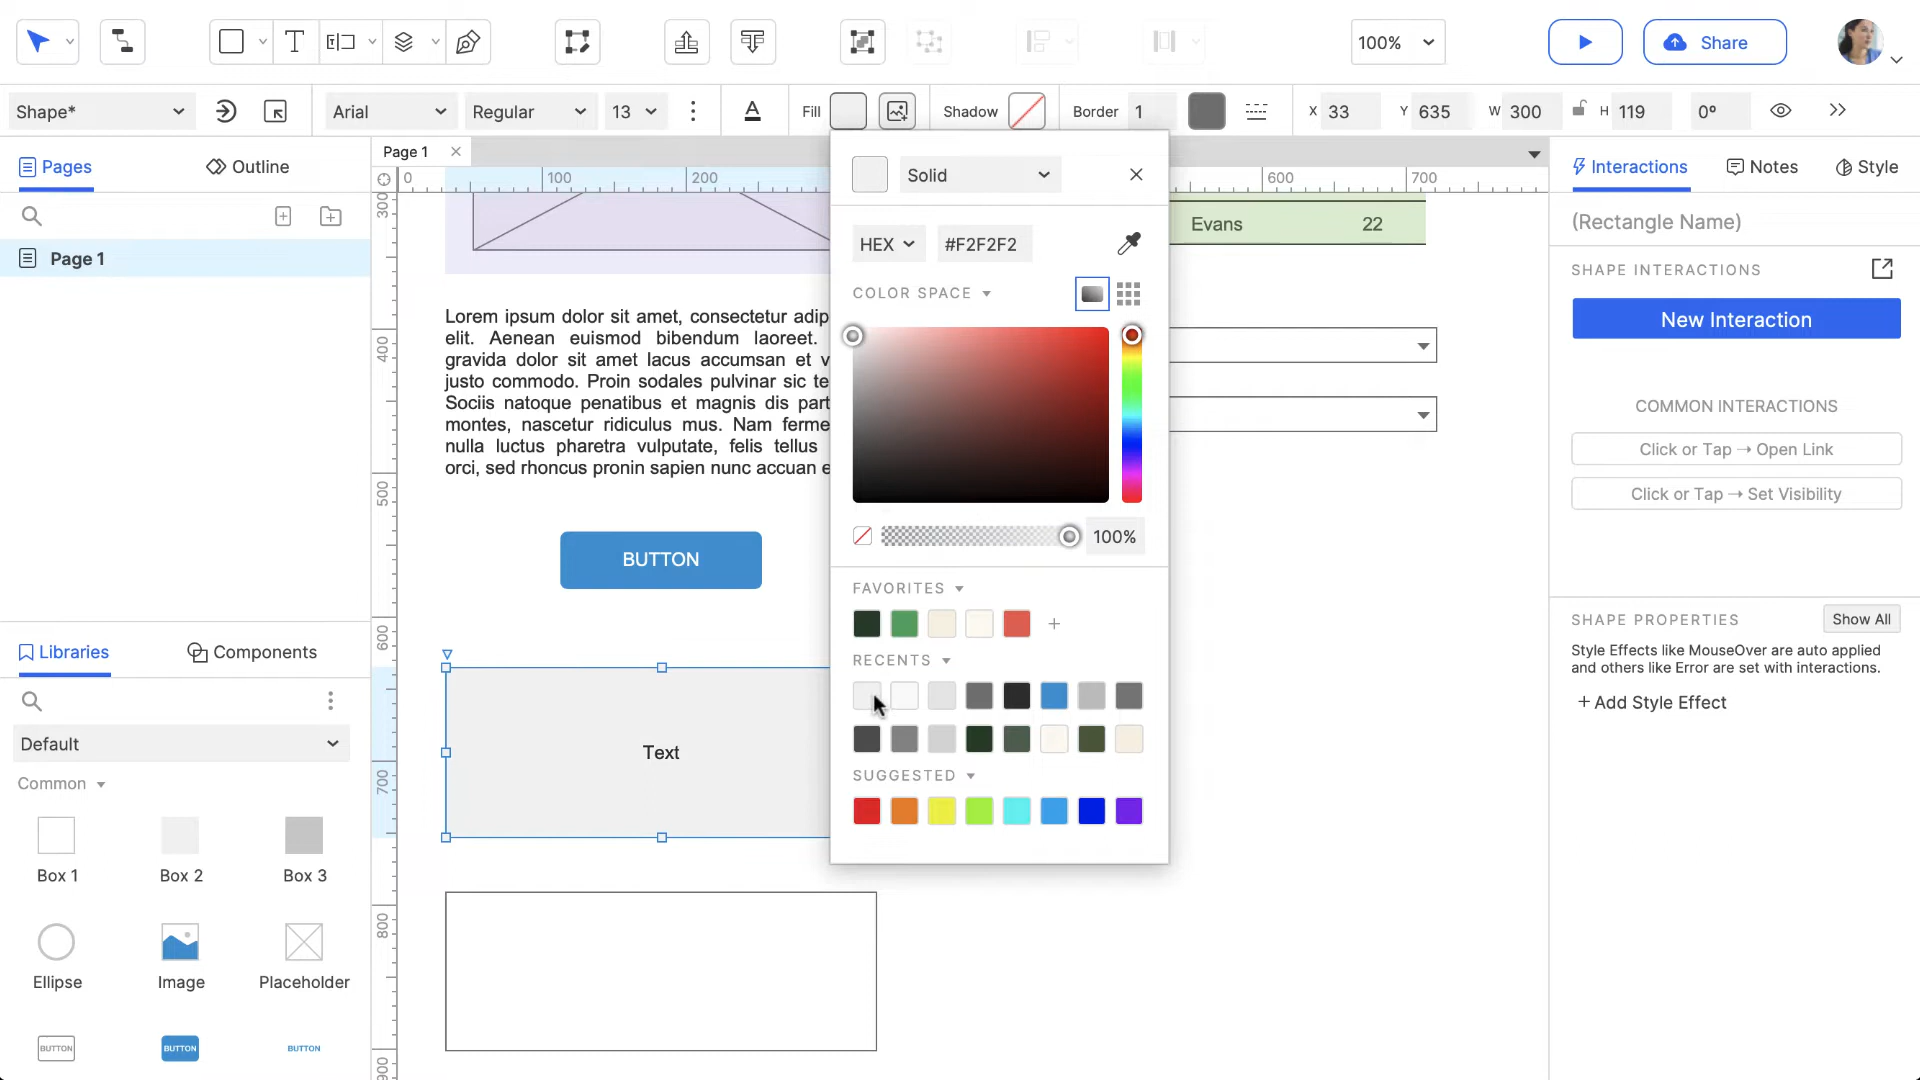 100%
Share
Shape*
Arial
Regular
13
Fill
Shadow
Border
1
X 33
Y 635
W 300
H 119
0º
Pages
Outline
Page 1
Page 1
0
100
200
600
700
300
400
500
600
700
800
900
Lorem ipsum dolor sit amet, consectetur adip
elit. Aenean euismod bibendum laoreet.
gravida dolor sit amet lacus accumsan et v
justo commodo. Proin sodales pulvinar sic te
Sociis natoque penatibus et magnis dis part
montes, nascetur ridiculus mus. Nam ferme
nulla luctus pharetra vulputate, felis tellus
orci, sed rhoncus pronin sapien nunc accuan e
BUTTON
Text
Evans 22
Solid
HEX
#F2F2F2
COLOR SPACE
100%
FAVORITES
RECENTS
SUGGESTED
Libraries
Components
Default
Common
Box 1
Box 2
Box 3
Ellipse
Image
Placeholder
BUTTON
BUTTON
BUTTON
Interactions
Notes
Style
(Rectangle Name)
SHAPE INTERACTIONS
New Interaction
COMMON INTERACTIONS
Click or Tap → Open Link
Click or Tap → Set Visibility
SHAPE PROPERTIES
Show All
Style Effects like MouseOver are auto applied
and others like Error are set with interactions.
+ Add Style Effect